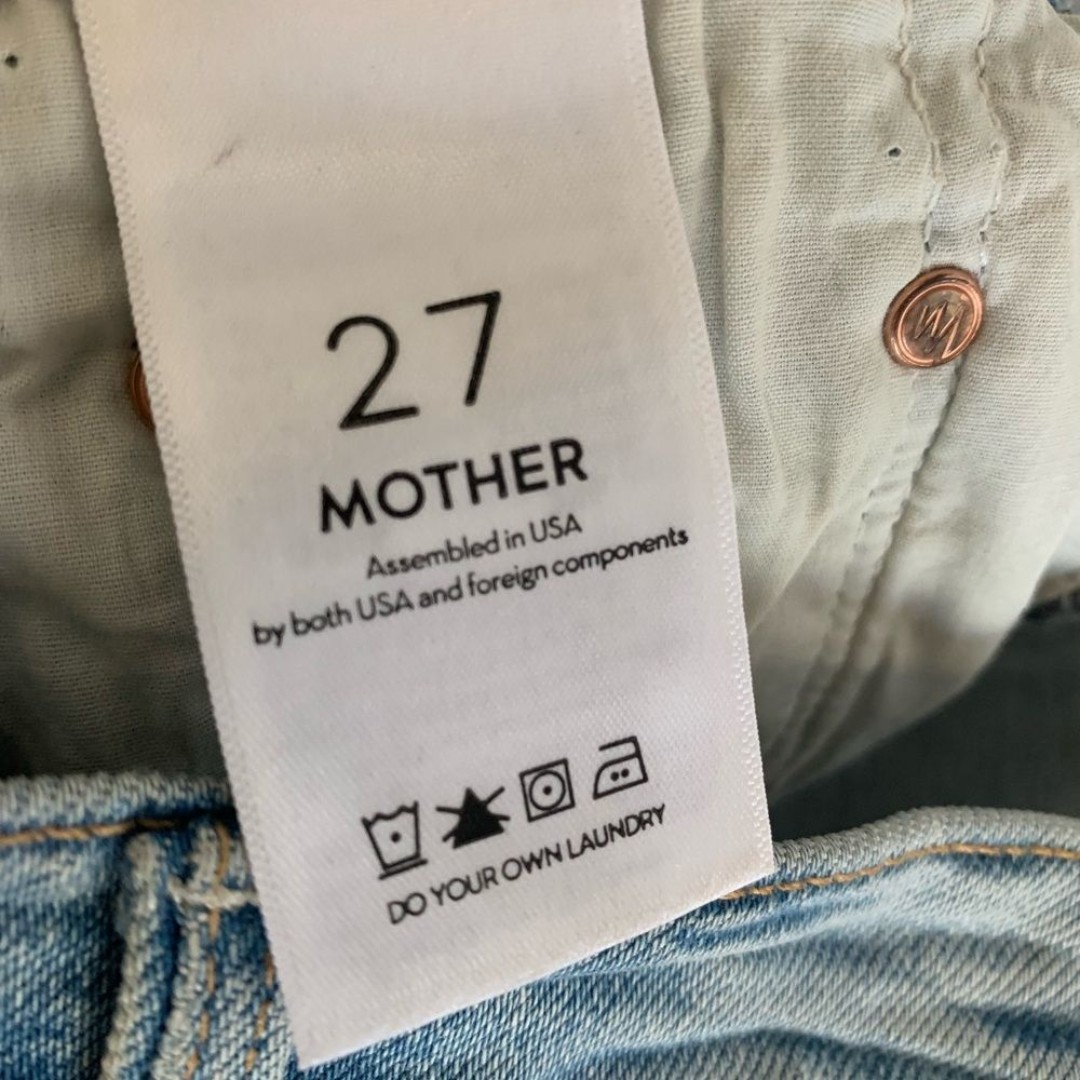 27
MOTHER
Assembled in USA
by both USA and foreign components
DO YOUR OWN LAUNDRY
M